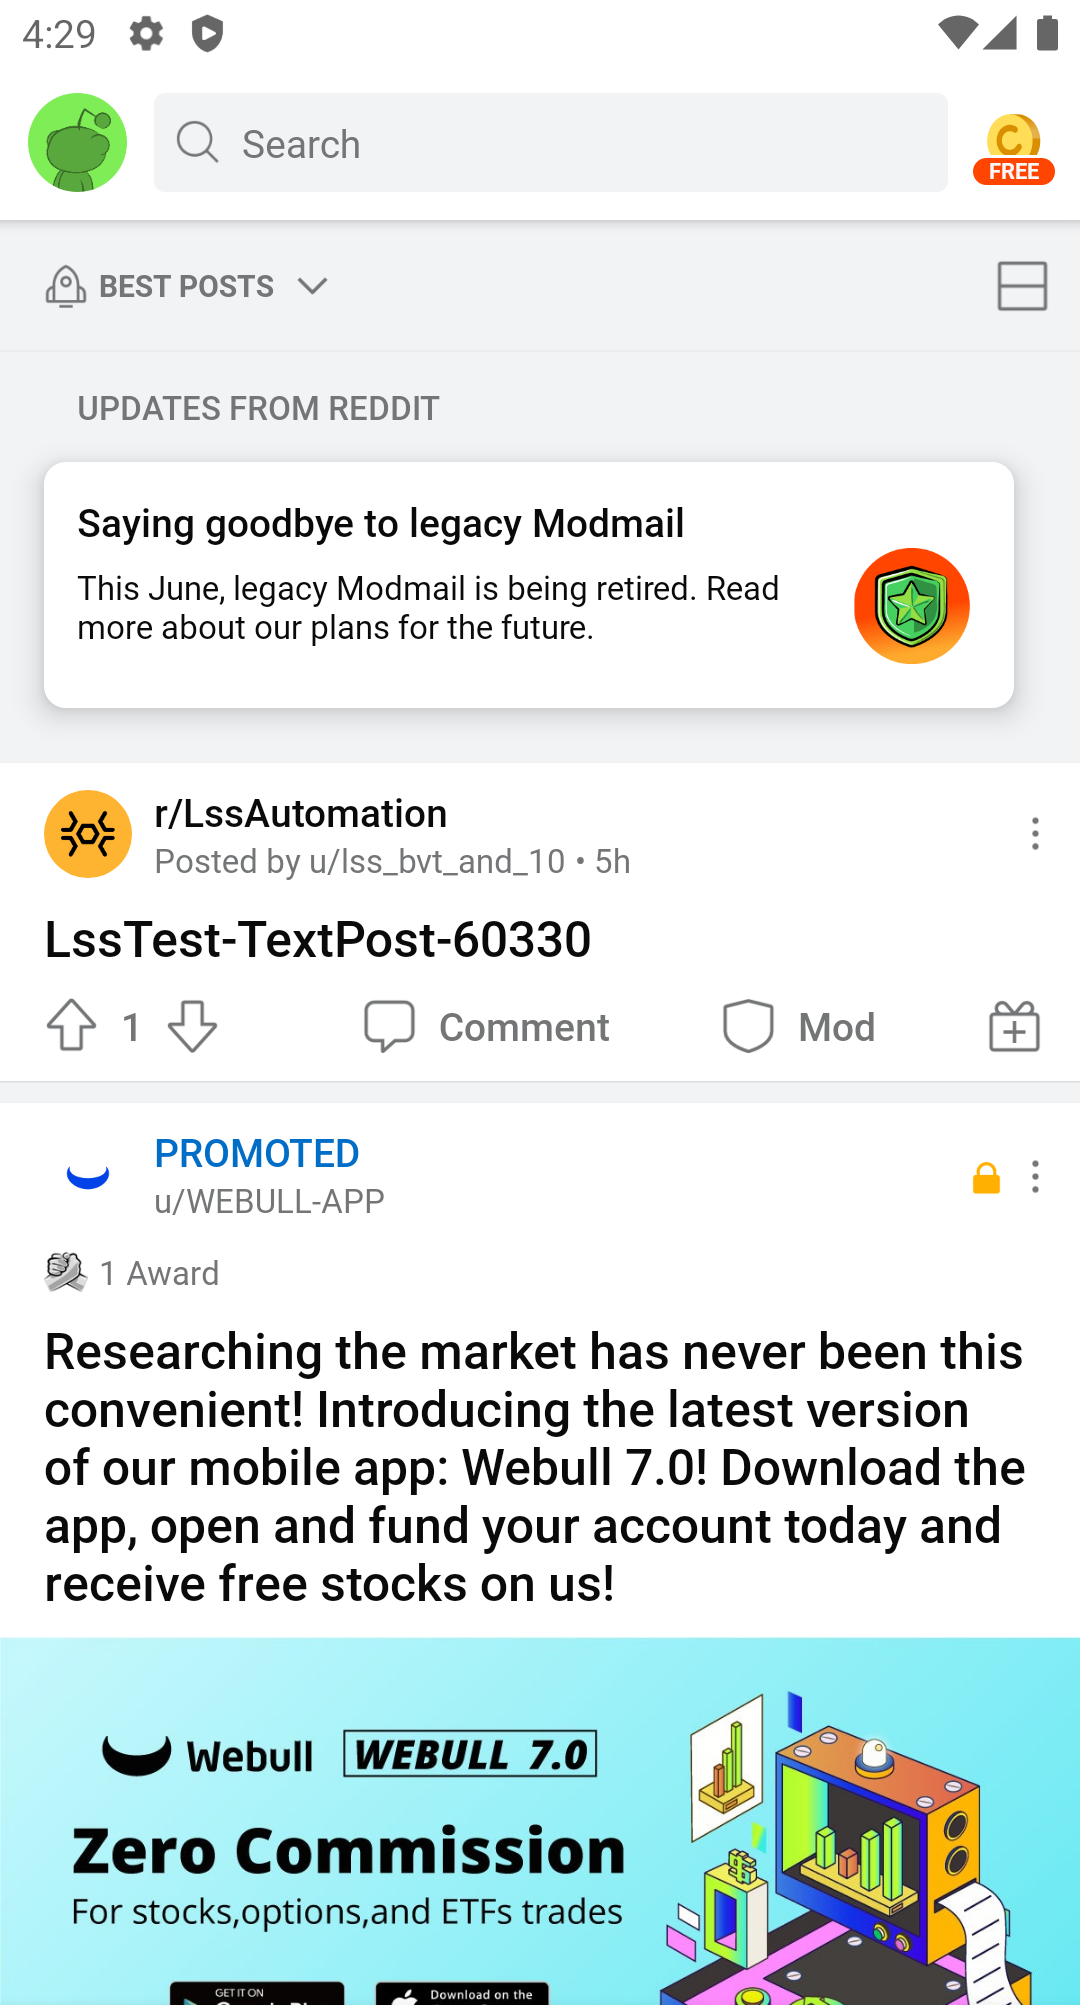 4:29
Search
C
FREE
BEST POSTS
UPDATES FROM REDDIT
Saying goodbye to legacy Modmail
This June, legacy Modmail is being retired. Read
more about our plans for the future.
r/LssAutomation
Posted by u/lss_bvt_and_10 • 5h
LssTest-TextPost-60330
1
Comment
Mod
PROMOTED
u/WEBULL-APP
1 Award
Researching the market has never been this
convenient! Introducing the latest version
of our mobile app: Webull 7.0! Download the
app, open and fund your account today and
receive free stocks on us!
Webull WEBULL 7.0
Zero Commission
For stocks,options,and ETFs trades
$
GET IT ON
Download on the